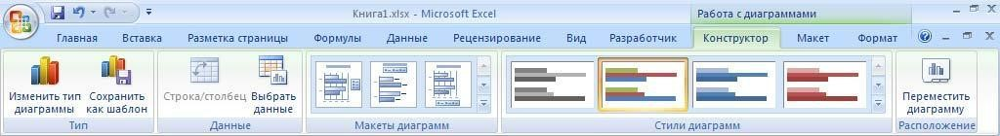 Книга1.xlsx - Microsoft Excel
Работа с диаграммами
Главная Вставка Разметка страницы Формулы Данные Рецензирование Вид Разработчик Конструктор Макет Формат
Изменить тип диаграммы
Сохранить как шаблон
Тип
Строка/столбец
Выбрать данные
Данные
Макеты диаграмм
Стили диаграмм
Переместить диаграмму
Расположение